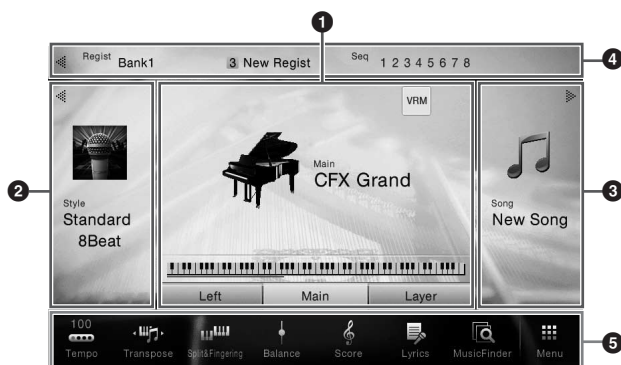 1
Regist Bank1 3 New Regist Seq 1 2 3 4 5 6 7 8
4
VRM
2
Style
Standard
8Beat
Main
CFX Grand
Song
New Song
3
Left Main Layer
100
Tempo Transpose Split&Fingering Balance Score Lyrics MusicFinder Menu
5